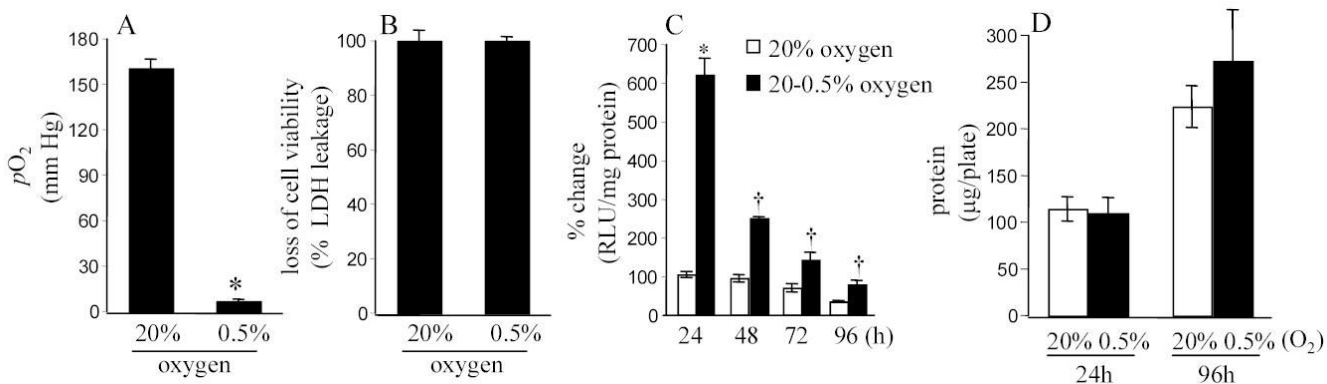 A
pO2
(mm Hg)
180
150
120
90
60
30
0
*
20% 0.5%
oxygen
B
loss of cell viability
(% LDH leakage)
100
80
60
40
20
0
20% 0.5%
oxygen
C
% change
(RLU/mg protein)
700
600
500
400
300
200
100
0
□ 20% oxygen
■ 20-0.5% oxygen
*
†
†
†
24 48 72 96 (h)
D
protein
(µg/plate)
300
250
200
150
100
50
0
20% 0.5% 20% 0.5% (O2)
24h 96h